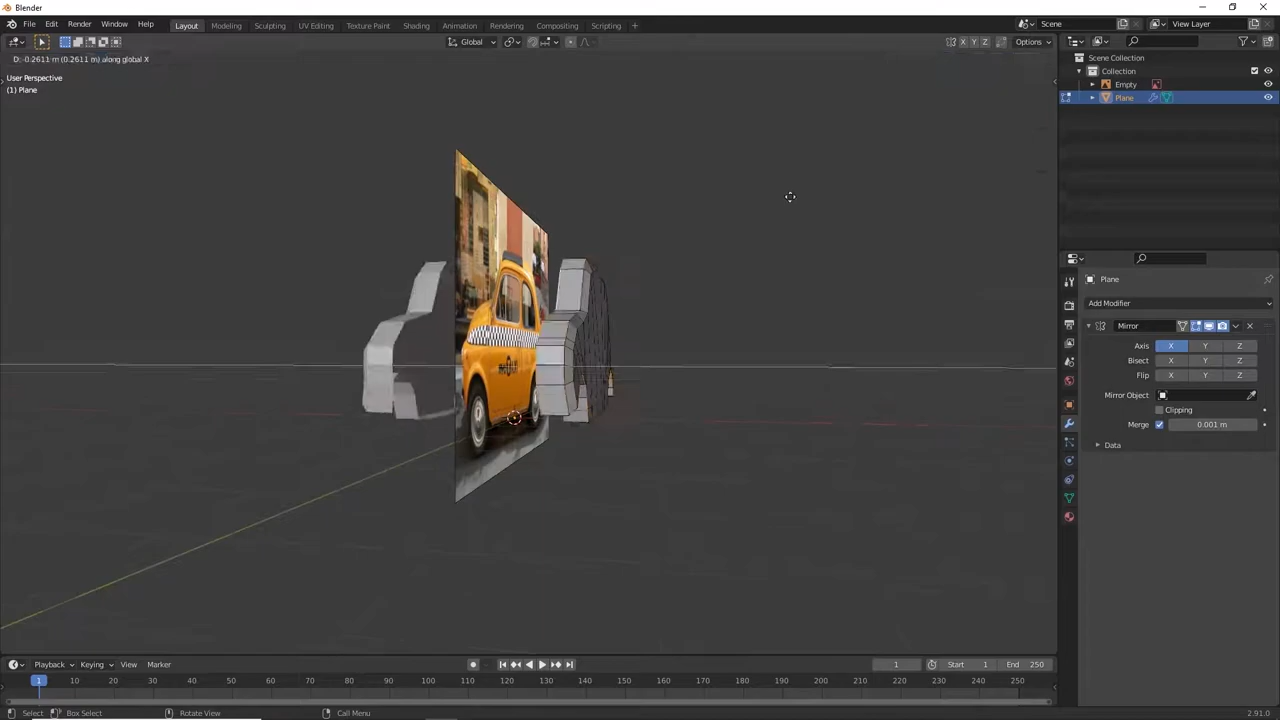 Blender
File Edit Render Window Help
Layout Modeling Sculpting UV Editing Texture Paint Shading Animation Rendering Compositing Scripting +
Scene
View Layer
Global
X Y Z
Options
D: -0.2611 m (0.2611 m) along global X
User Perspective
(1) Plane
Scene Collection
Collection
Empty
Plane
Plane
Add Modifier
Mirror
Axis X Y Z
Bisect X Y Z
Flip X Y Z
Mirror Object
Clipping
Merge 0.001 m
Data
Playback Keying View Marker
1 Start 1 End 250
1 10 20 30 40 50 60 70 80 90 100 110 120 130 140 150 160 170 180 190 200 210 220 230 240 250
Select Box Select Rotate View Call Menu 2.91.0